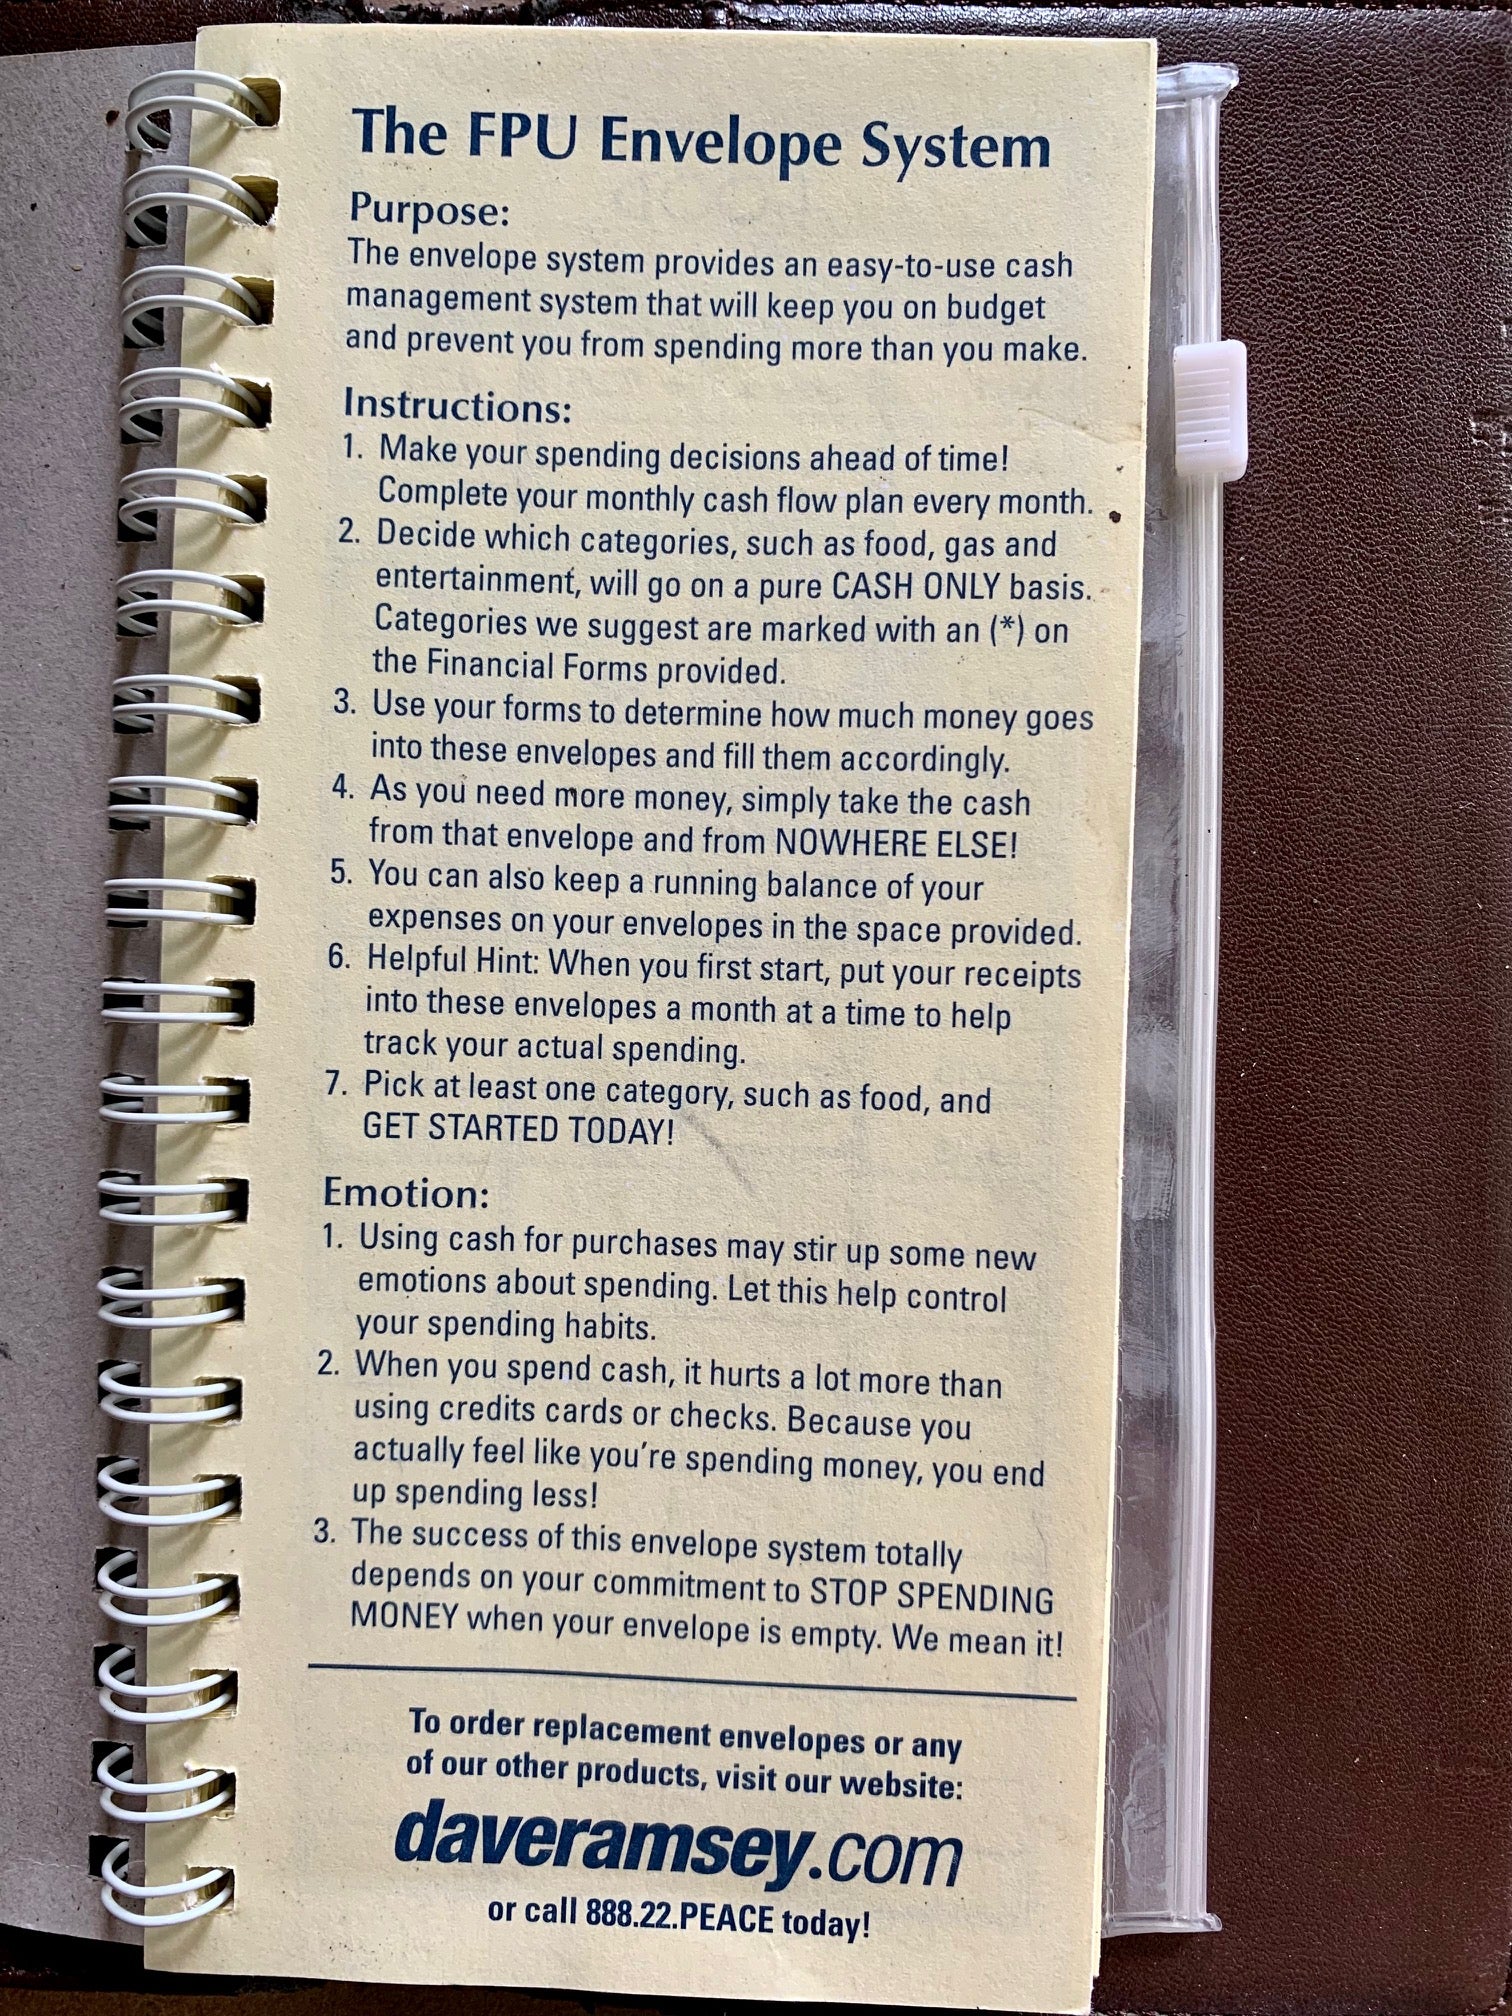 The FPU Envelope System
Purpose:
The envelope system provides an easy-to-use cash
management system that will keep you on budget
and prevent you from spending more than you make.
Instructions:
1. Make your spending decisions ahead of time!
Complete your monthly cash flow plan every month.
2. Decide which categories, such as food, gas and
entertainment, will go on a pure CASH ONLY basis.
Categories we suggest are marked with an (*) on
the Financial Forms provided.
3. Use your forms to determine how much money goes
into these envelopes and fill them accordingly.
4. As you need more money, simply take the cash
from that envelope and from NOWHERE ELSE!
5. You can also keep a running balance of your
expenses on your envelopes in the space provided.
6. Helpful Hint: When you first start, put your receipts
into these envelopes a month at a time to help
track your actual spending.
7. Pick at least one category, such as food, and
GET STARTED TODAY!
Emotion:
1. Using cash for purchases may stir up some new
emotions about spending. Let this help control
your spending habits.
2. When you spend cash, it hurts a lot more than
using credits cards or checks. Because you
actually feel like you're spending money, you end
up spending less!
3. The success of this envelope system totally
depends on your commitment to STOP SPENDING
MONEY when your envelope is empty. We mean it!
To order replacement envelopes or any
of our other products, visit our website:
daveramsey.com
or call 888.22.PEACE today!